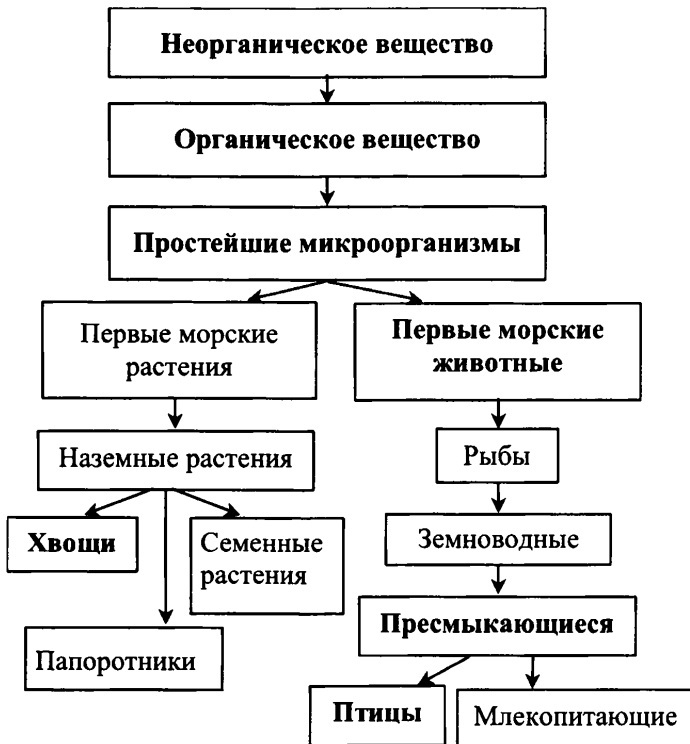 Неорганическое вещество
Органическое вещество
Простейшие микроорганизмы
Первые морские
растения
Первые морские
животные
Наземные растения
Рыбы
Хвощи
Семенные
растения
Земноводные
Папоротники
Пресмыкающиеся
Птицы
Млекопитающие